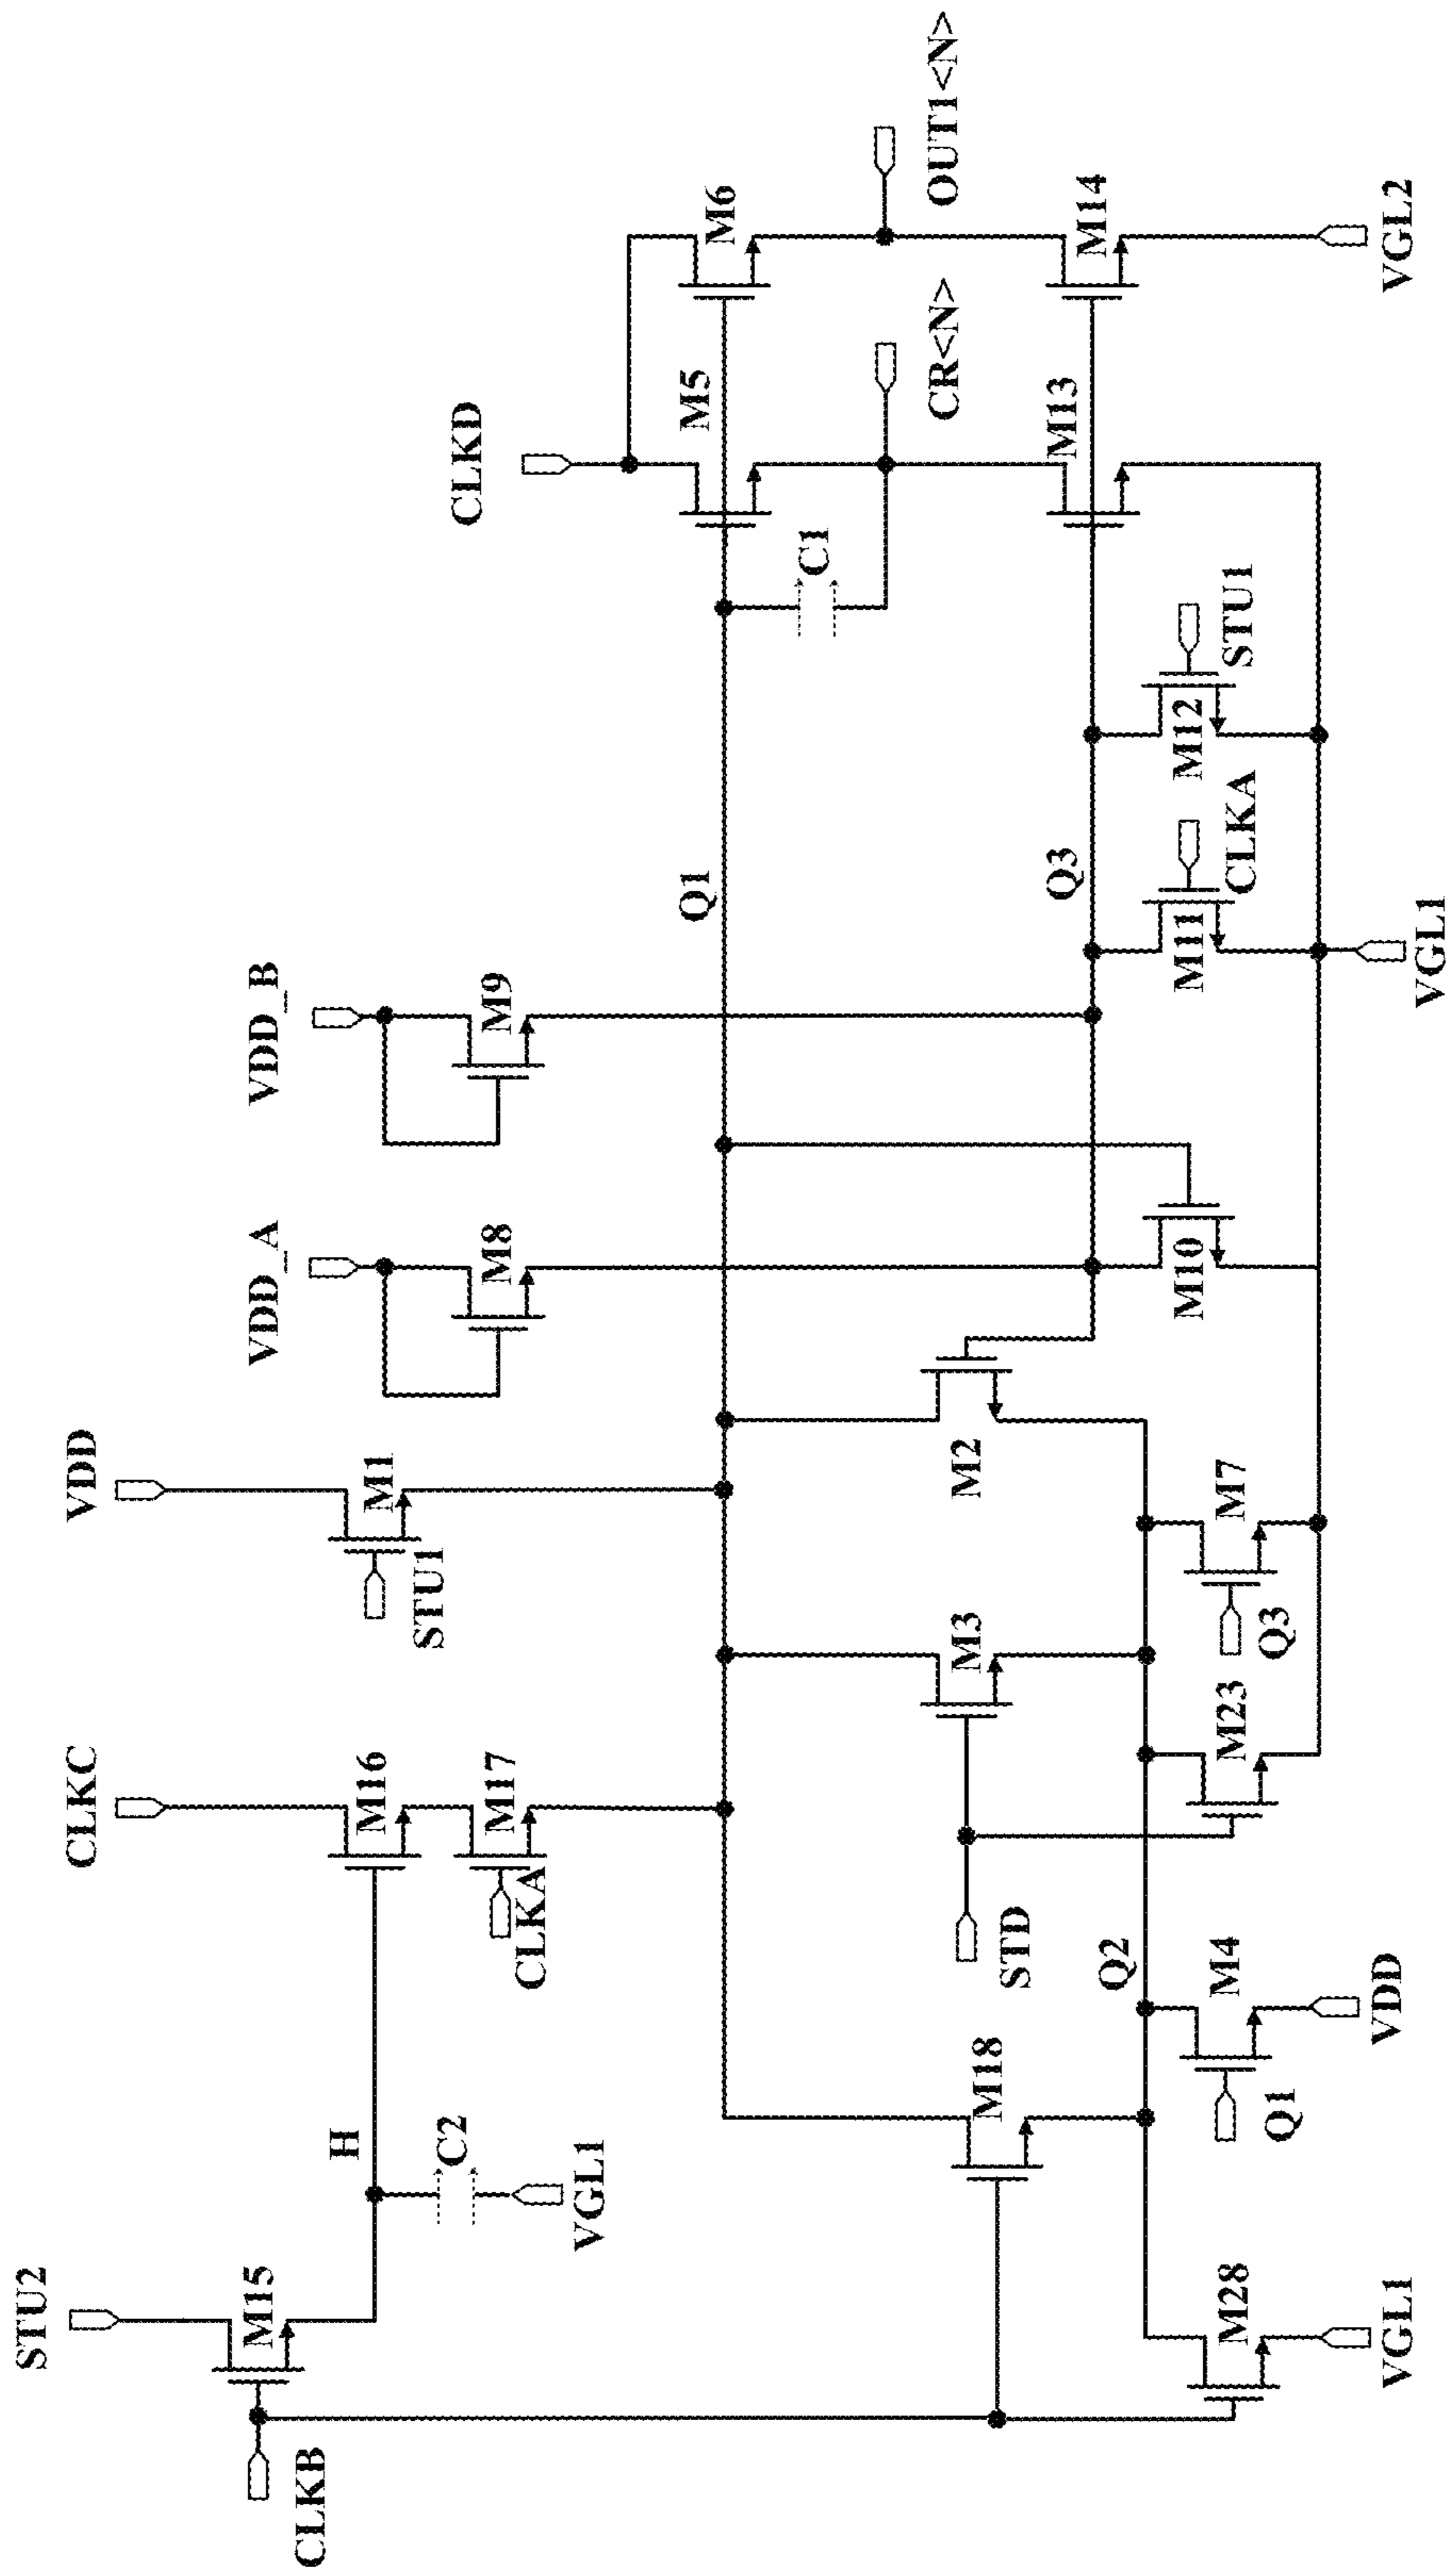 STU2
CLKB
M15
H
C2
VGL1
CLKC
M16
M17
CLKA
VDD
M1
STU1
VDD_A
M8
VDD_B
M9
Q1
CLKD
M5
M6
C1
CR<N>
OUT1<N>
M18
STD
M3
M2
Q2
Q3
M13
M14
M28
VGL1
Q1
M4
VDD
M23
Q3
M7
M10
M11
CLKA
M12
STU1
VGL1
VGL2